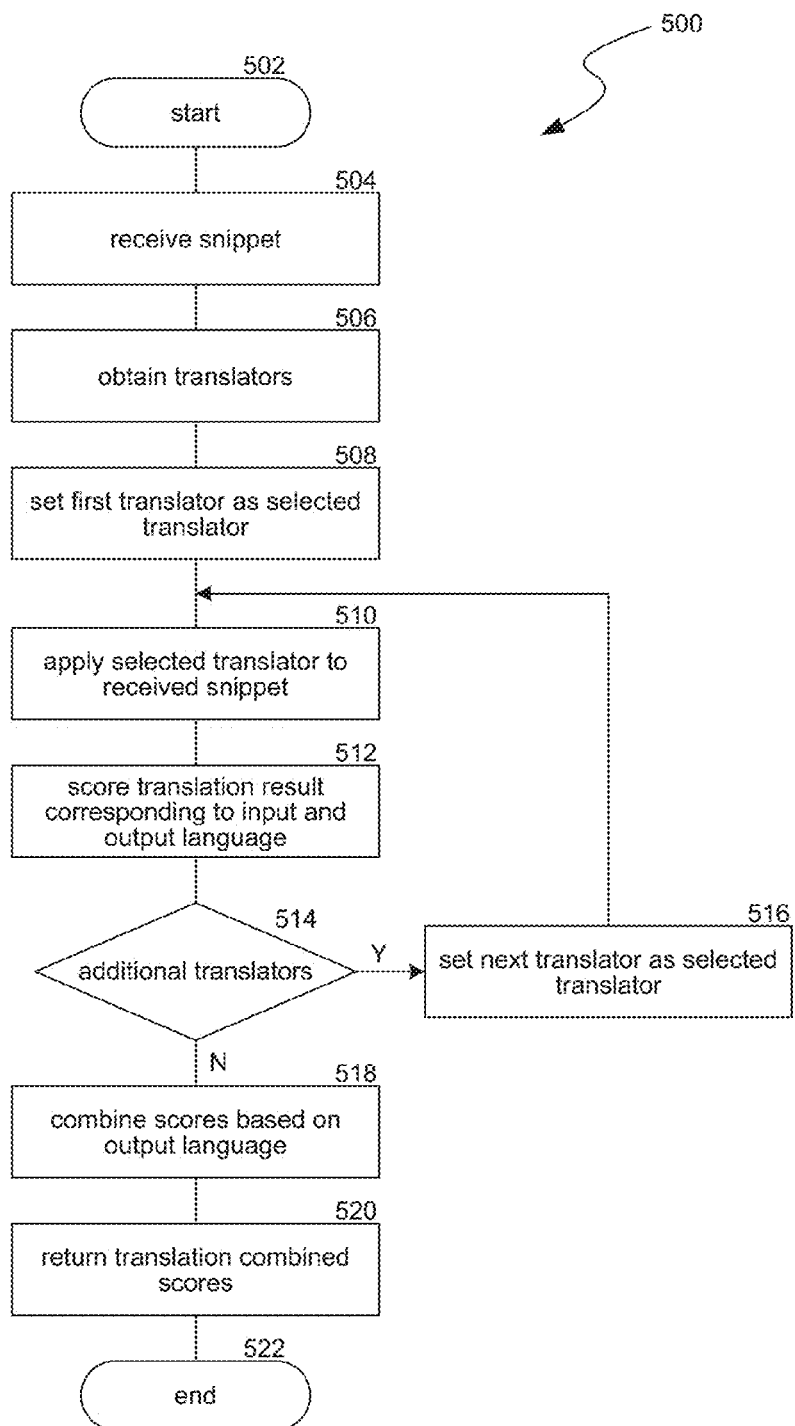 500
502
start
504
receive snippet
506
obtain translators
508
set first translator as selected
translator
510
apply selected translator to
received snippet
512
score translation result
corresponding to input and
output language
514
additional translators
Y
516
set next translator as selected
translator
N
518
combine scores based on
output language
520
return translation combined
scores
522
end